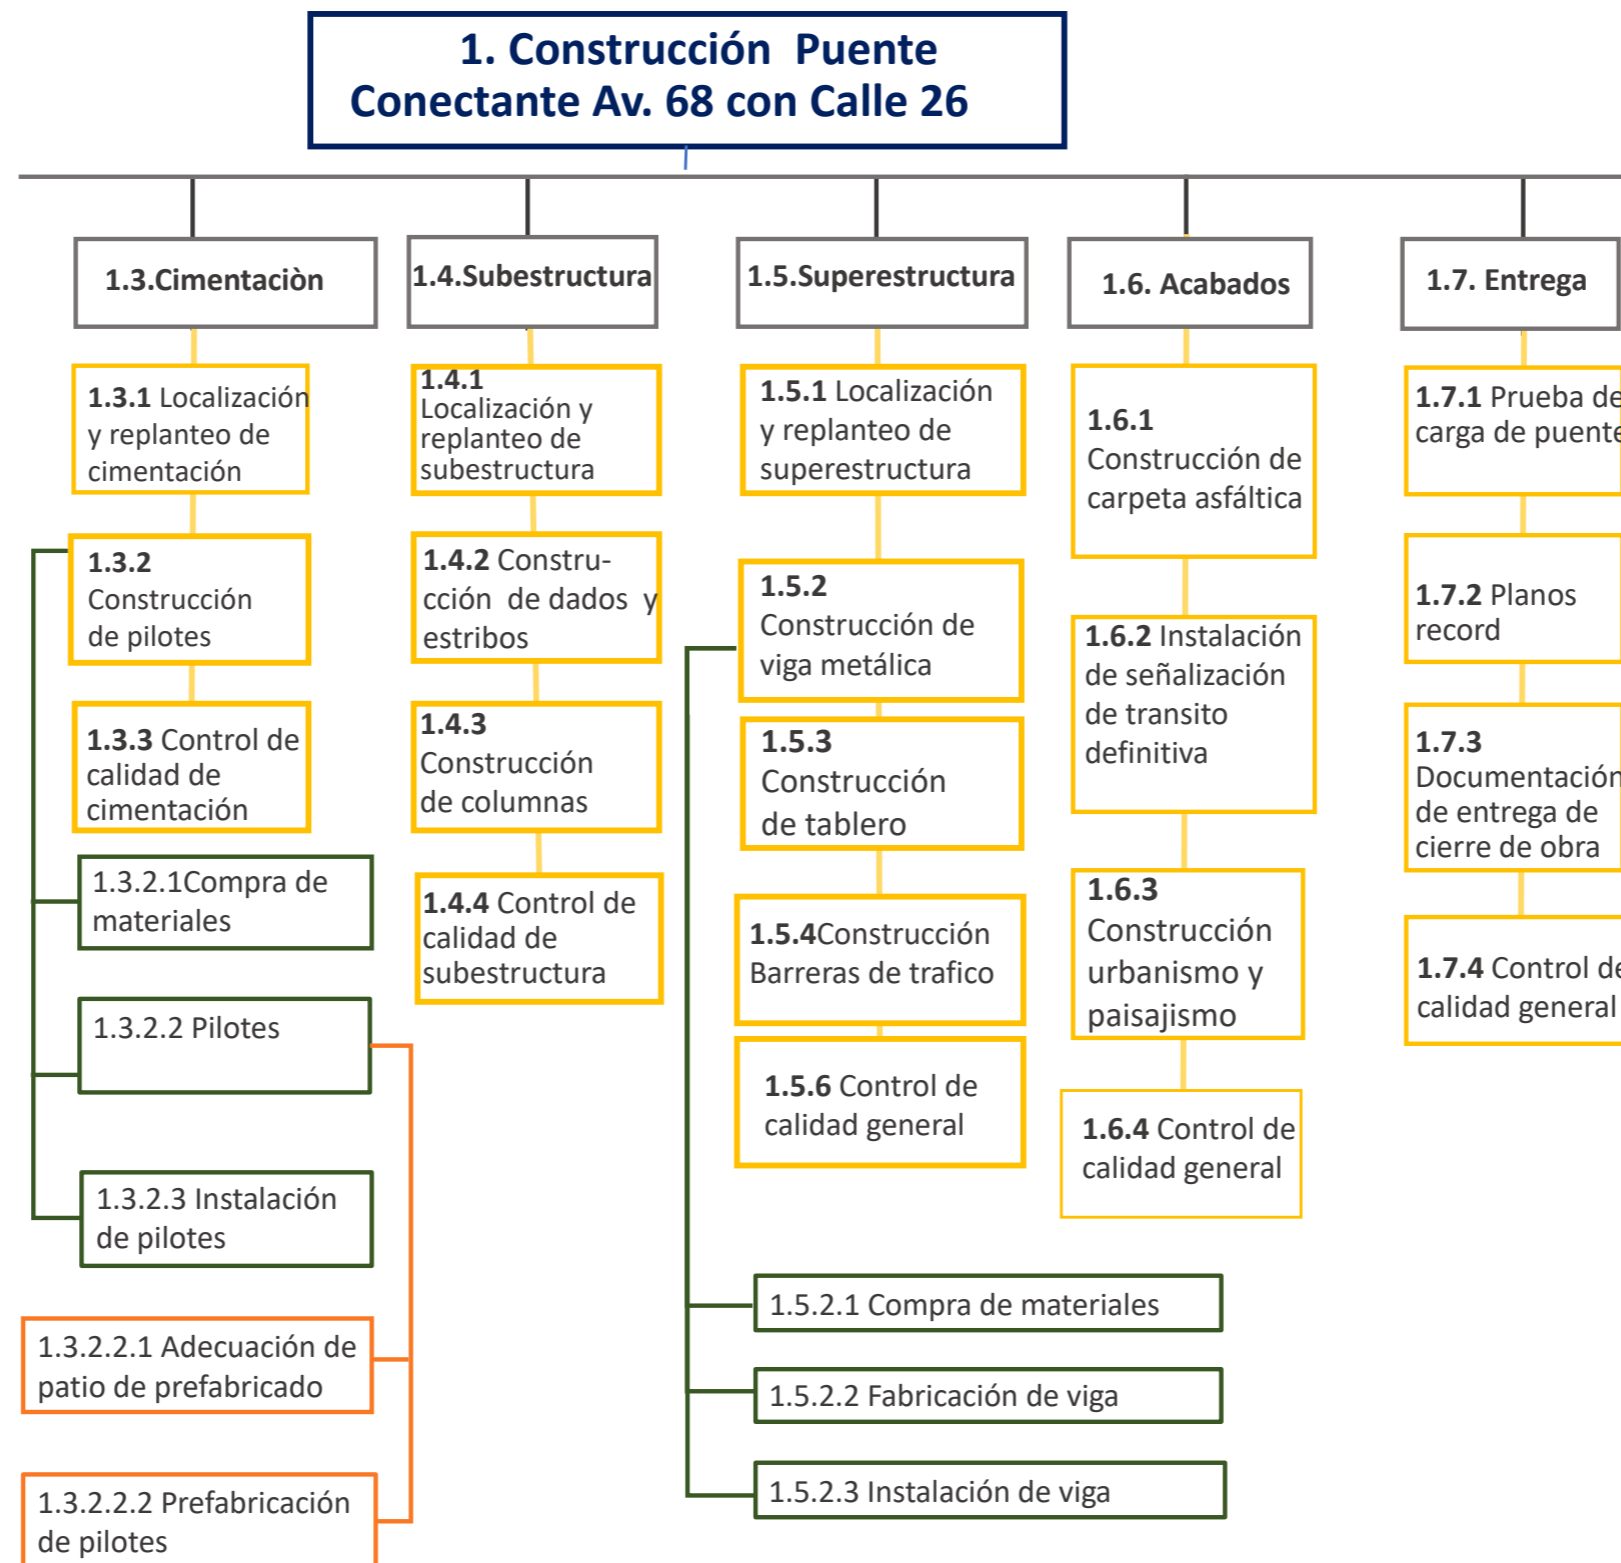 1. Construcción Puente
Conectante Av. 68 con Calle 26
1.3.Cimentaciòn
1.3.1 Localización
y replanteo de
cimentación
1.3.2
Construcción
de pilotes
1.3.3 Control de
calidad de
cimentación
1.3.2.1Compra de
materiales
1.3.2.2 Pilotes
1.3.2.3 Instalación
de pilotes
1.3.2.2.1 Adecuación de
patio de prefabricado
1.3.2.2.2 Prefabricación
de pilotes
1.4.Subestructura
1.4.1
Localización y
replanteo de
subestructura
1.4.2 Constru-
cción de dados y
estribos
1.4.3
Construcción
de columnas
1.4.4 Control de
calidad de
subestructura
1.5.Superestructura
1.5.1 Localización
y replanteo de
superestructura
1.5.2
Construcción de
viga metálica
1.5.3
Construcción
de tablero
1.5.4Construcción
Barreras de trafico
1.5.6 Control de
calidad general
1.5.2.1 Compra de materiales
1.5.2.2 Fabricación de viga
1.5.2.3 Instalación de viga
1.6. Acabados
1.6.1
Construcción de
carpeta asfáltica
1.6.2 Instalación
de señalización
de transito
definitiva
1.6.3
Construcción
urbanismo y
paisajismo
1.6.4 Control de
calidad general
1.7. Entrega
1.7.1 Prueba de
carga de puente
1.7.2 Planos
record
1.7.3
Documentación
de entrega de
cierre de obra
1.7.4 Control de
calidad general